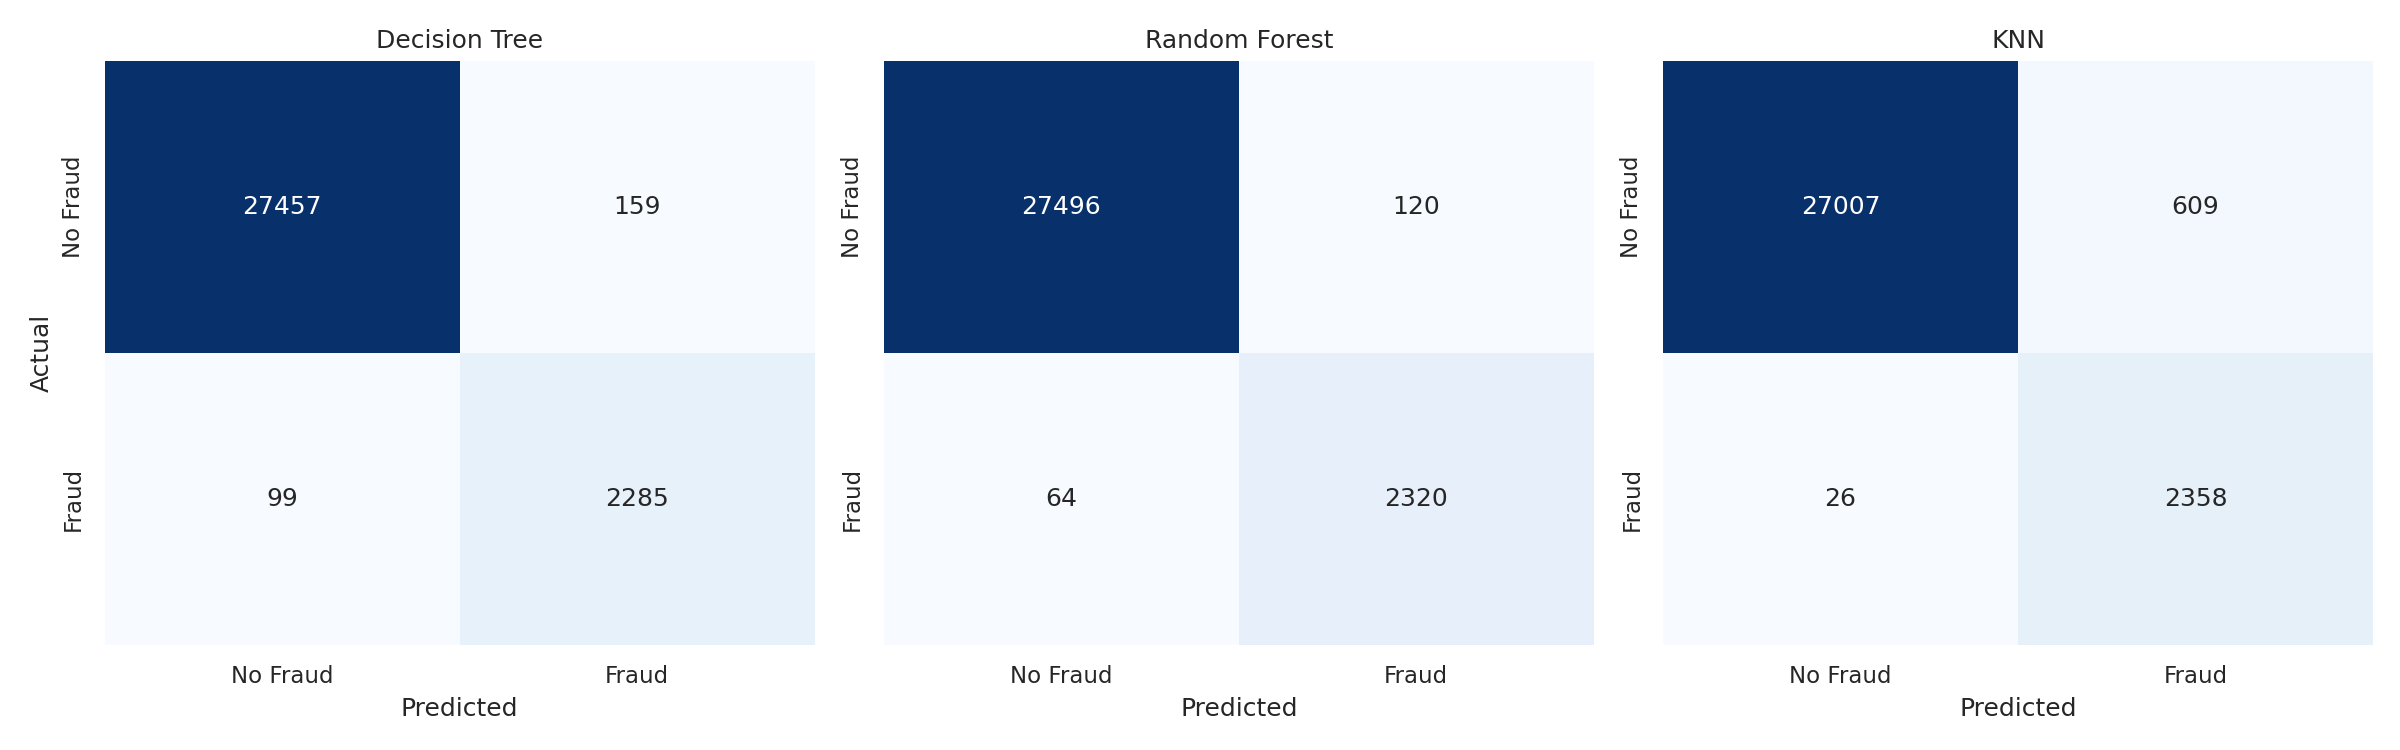 Decision Tree
Random Forest
KNN
Actual
No Fraud
27457
159
No Fraud
27496
120
No Fraud
27007
609
Fraud
99
2285
Fraud
64
2320
Fraud
26
2358
No Fraud
Fraud
No Fraud
Fraud
No Fraud
Fraud
Predicted
Predicted
Predicted